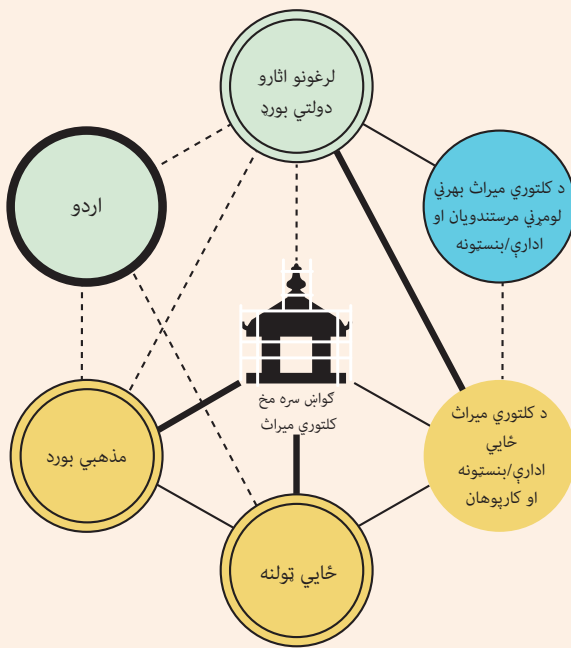 لرغونو اثارو
دولتي بورډ
د کلتوري میراث بهرني
لومړني مرستندویان او
ادارې/بنسټونه
اردو
ګواښ سره مخ
کلتوري میراث
د کلتوري میراث
ځایي
ادارې/بنسټونه
او کارپوهان
مذهبي بورد
ځایي ټولنه